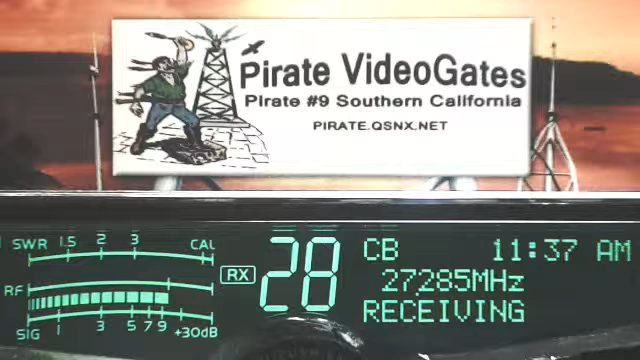 Pirate VideoGates
Pirate #9 Southern California
PIRATE.QSNX.NET
SWR 1.5 2 3 CAL
RF
SIG 1 3 5 7 9 +30dB
RX
28
CB 11:37 AM
27285MHz
RECEIVING